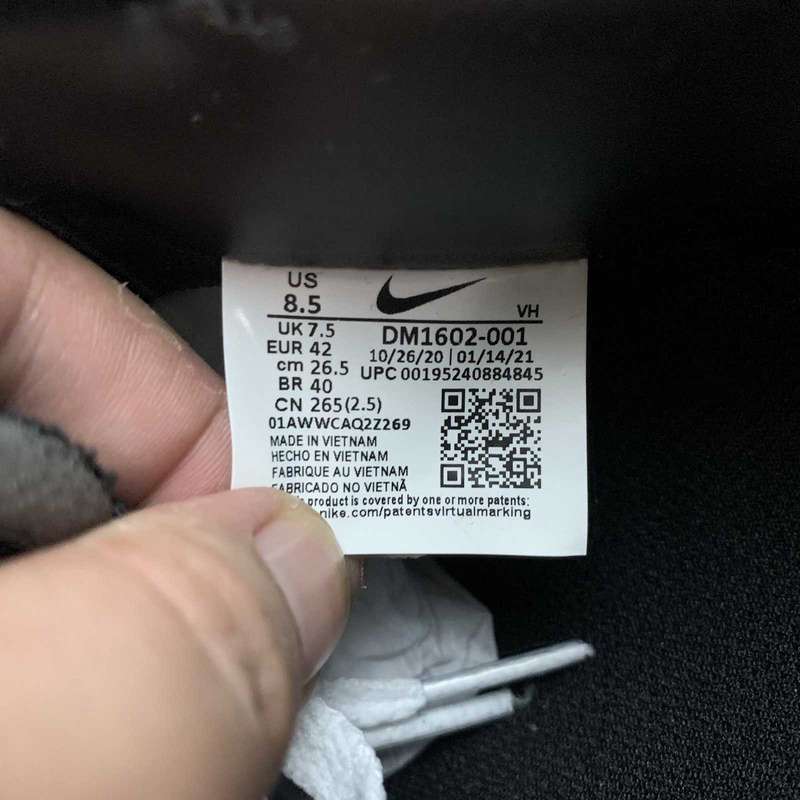 US
8.5
VH
UK 7.5
EUR 42
cm 26.5
BR 40
CN 265(2.5)
DM1602-001
10/26/20 | 01/14/21
UPC 00195240884845
01AWWCAQ2Z269
MADE IN VIETNAM
HECHO EN VIETNAM
FABRIQUE AU VIETNAM
FABRICADO NO VIETNÃ
product is covered by one or more patents:
nike.com/patentsvirtualmarking